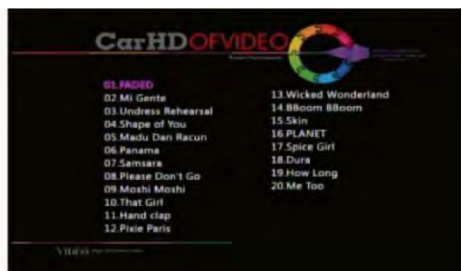 CarHDOFVIDEO
01.FADED
02.Mi Gente
03.Undress Rehearsal
04.Shape of You
05.Madu Dan Racun
06.Panama
07.Samsara
08.Please Don't Go
09.Moshi Moshi
10.That Girl
11.Hand clap
12.Pixie Paris
13.Wicked Wonderland
14.BBoom BBoom
15.Skin
16.PLANET
17.Spice Girl
18.Dura
19.How Long
20.Me Too
VIDEO